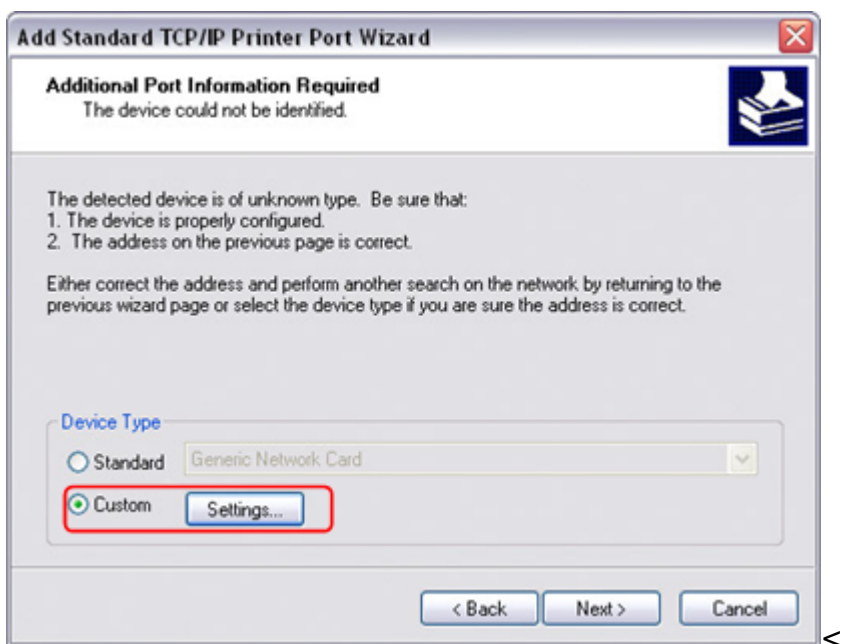 Add Standard TCP/IP Printer Port Wizard
Additional Port Information Required
The device could not be identified.
The detected device is of unknown type. Be sure that:
1. The device is properly configured.
2. The address on the previous page is correct.
Either correct the address and perform another search on the network by returning to the
previous wizard page or select the device type if you are sure the address is correct.
Device Type
Standard Generic Network Card
Custom Settings...
< Back Next > Cancel
<